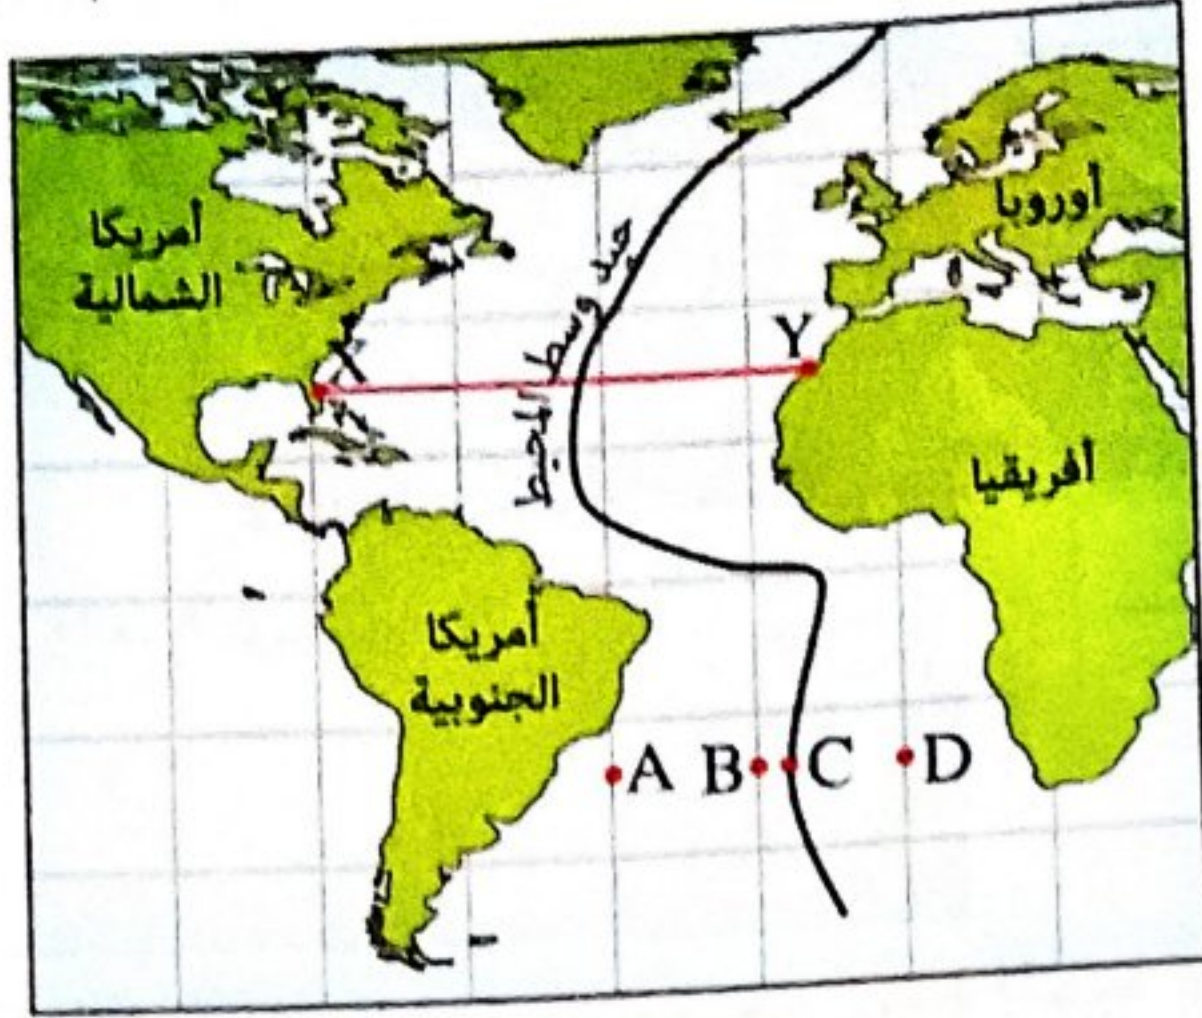 أوروبا
أمريكا
الشمالية
حيد وسط المحيط
X
Y
أفريقيا
أمريكا
الجنوبية
A
B
C
D